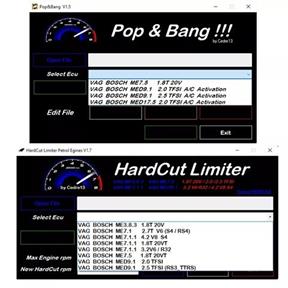 Pop&Bang V1.5
Pop & Bang !!!
by Cedre13
Open File
Select Ecu
VAG BOSCH ME7.5 1.8T 20V
VAG BOSCH MED9.1 2.0 TFSI A/C Activation
VAG BOSCH MED9.1 2.5 TFSI A/C Activation
VAG BOSCH MED17.5 2.0 TFSI A/C Activation
Edit File
Exit
HardCut Limiter Petrol Egines V1.7
HardCut Limiter
by Cedre13
Open File
Select Ecu
VAG BOSCH ME3.8.3 1.8T 20V
VAG BOSCH ME7.1 2.7T V6 (S4 / RS4)
VAG BOSCH ME7.1.1 4.2 V8 S4
VAG BOSCH ME7.1.1 1.8T 20VT
VAG BOSCH ME7.1.1 3.2V6 / R32
VAG BOSCH ME7.5 1.8T 20VT
VAG BOSCH MED9.1 2.0 TFSI
VAG BOSCH MED9.1 2.5 TFSI (RS3_TTRS)
Max Engine rpm
New HardCut rpm